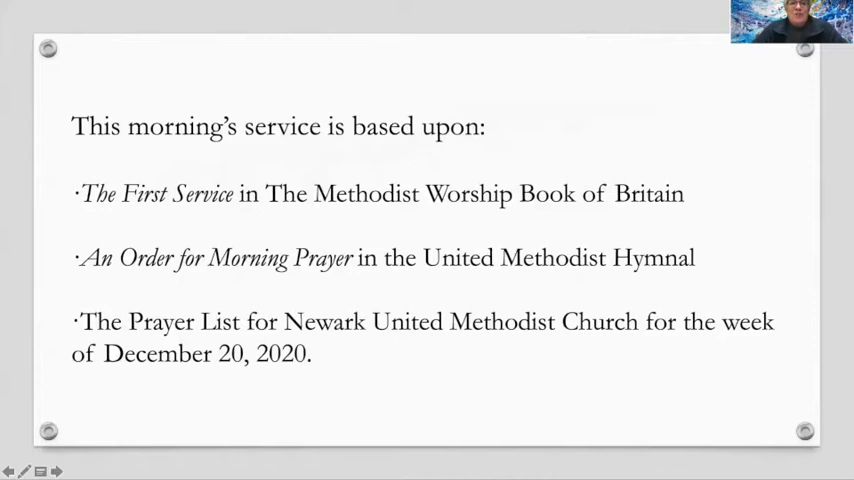 This morning’s service is based upon:
·The First Service in The Methodist Worship Book of Britain
·An Order for Morning Prayer in the United Methodist Hymnal
·The Prayer List for Newark United Methodist Church for the week
of December 20, 2020.